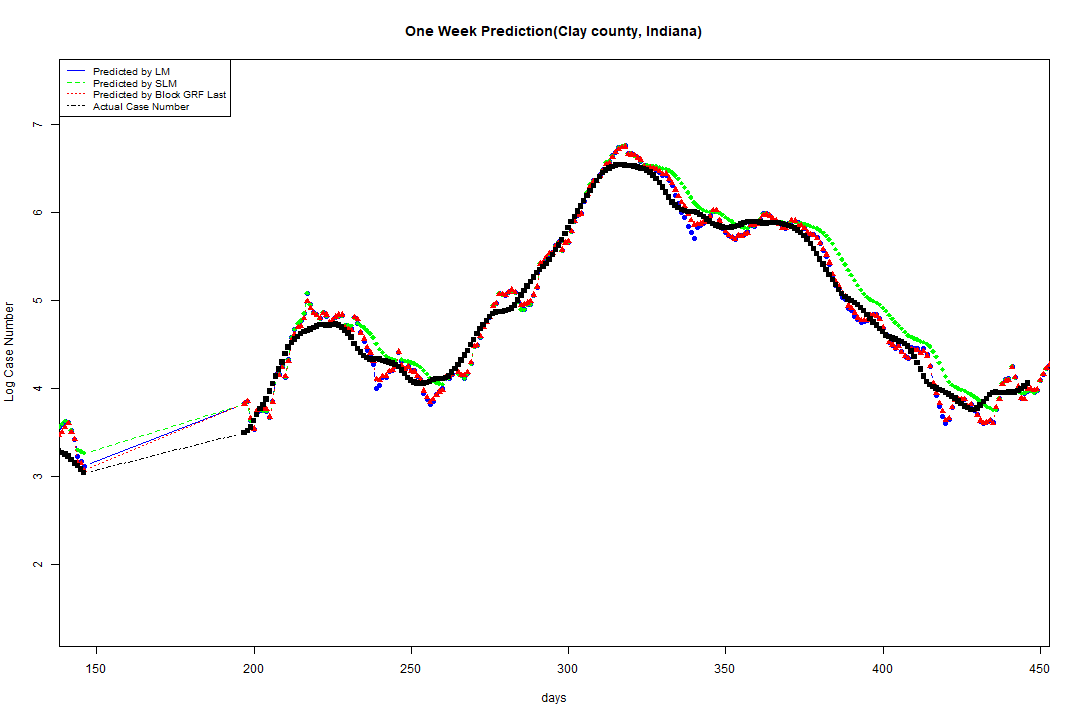 One Week Prediction(Clay county, Indiana)
Predicted by LM
Predicted by SLM
Predicted by Block GRF Last
Actual Case Number
Log Case Number
7
6
5
4
3
2
150 200 250 300 350 400 450
days